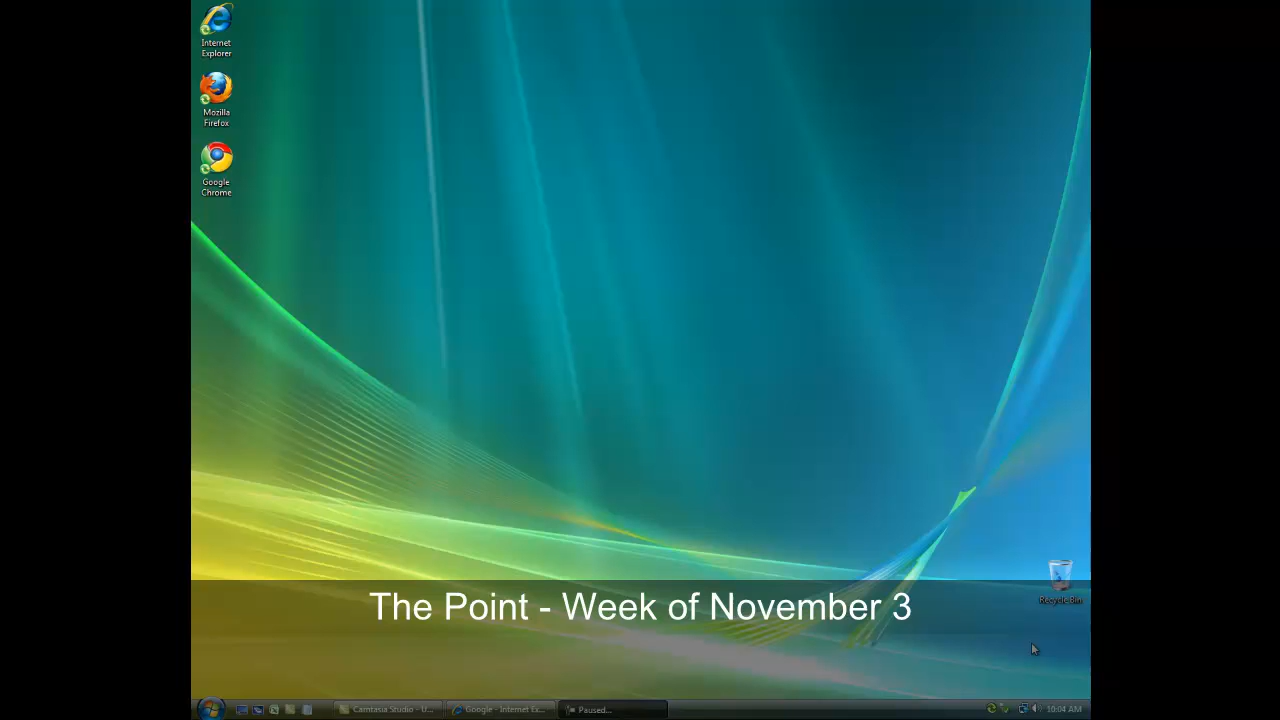 Internet
Explorer
Mozilla
Firefox
Google
Chrome
Recycle Bin
The Point - Week of November 3
Camtasia Studio - U...
Google - Internet Ex...
Paused...
10:04 AM